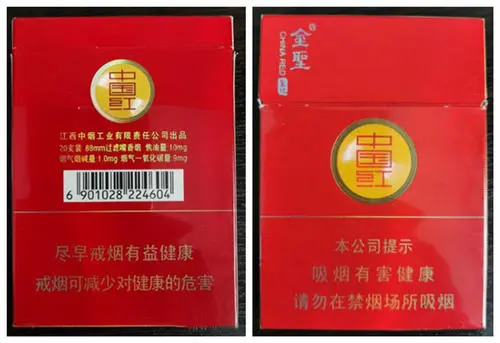 中国红
江西中烟工业有限责任公司出品
20支装 88mm过滤嘴香烟 焦油量 10mg
烟气烟碱量 1.0mg 烟气一氧化碳量 9mg
6 901028 224604
尽早戒烟有益健康
戒烟可减少对健康的危害
金聖
CHINA RED
中国红
本公司提示
吸烟有害健康
请勿在禁烟场所吸烟